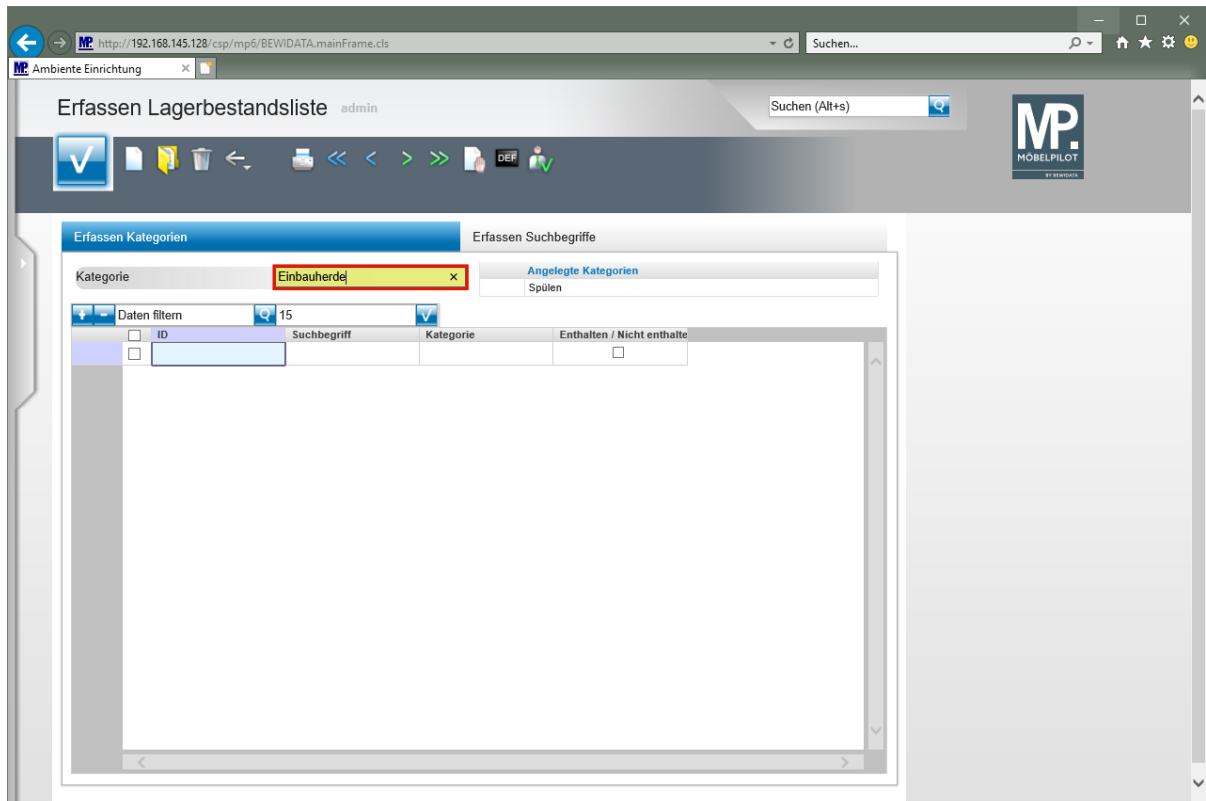 http://192.168.145.128/csp/mp6/BEWIDATA.mainFrame.cls
Suchen...
MP. Ambiente Einrichtung
Erfassen Lagerbestandsliste admin
Suchen (Alt+s)
MP.
MÖBELPILOT
BY BEWIDATA
DEF
Erfassen Kategorien
Erfassen Suchbegriffe
Kategorie
Einbauherde
Angelegte Kategorien
Spülen
Daten filtern
15
ID Suchbegriff Kategorie Enthalten / Nicht enthalte